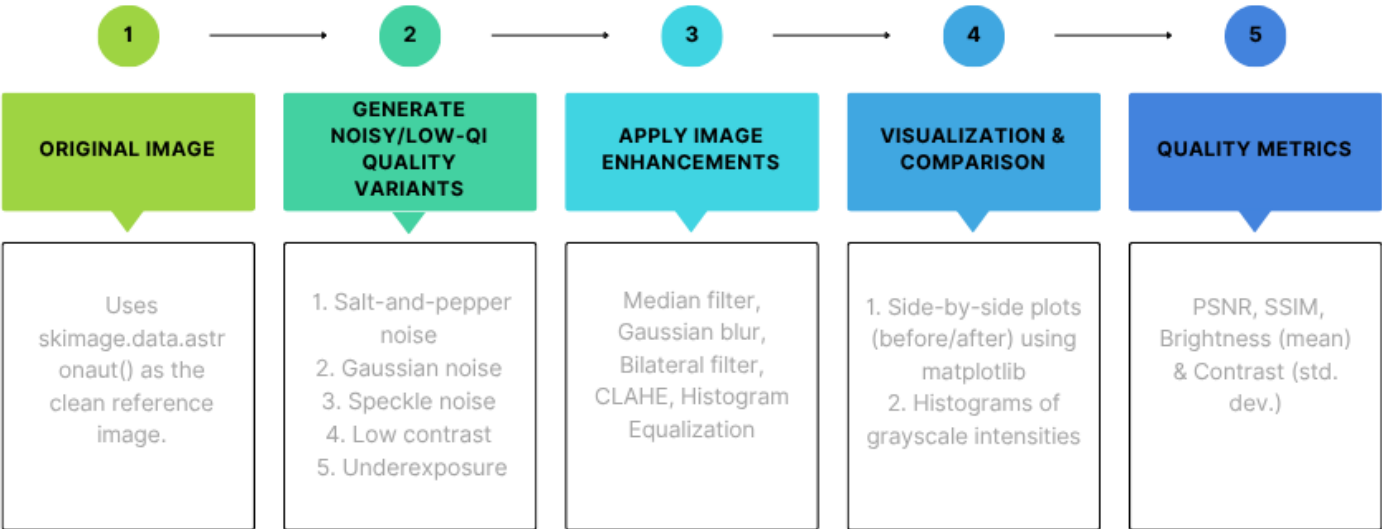 1
2
3
4
5
ORIGINAL IMAGE
GENERATE
NOISY/LOW-QI
QUALITY
VARIANTS
APPLY IMAGE
ENHANCEMENTS
VISUALIZATION &
COMPARISON
QUALITY METRICS
Uses
skimage.data.astr
onaut() as the
clean reference
image.
1. Salt-and-pepper
noise
2. Gaussian noise
3. Speckle noise
4. Low contrast
5. Underexposure
Median filter,
Gaussian blur,
Bilateral filter,
CLAHE, Histogram
Equalization
1. Side-by-side plots
(before/after) using
matplotlib
2. Histograms of
grayscale intensities
PSNR, SSIM,
Brightness (mean)
& Contrast (std.
dev.)